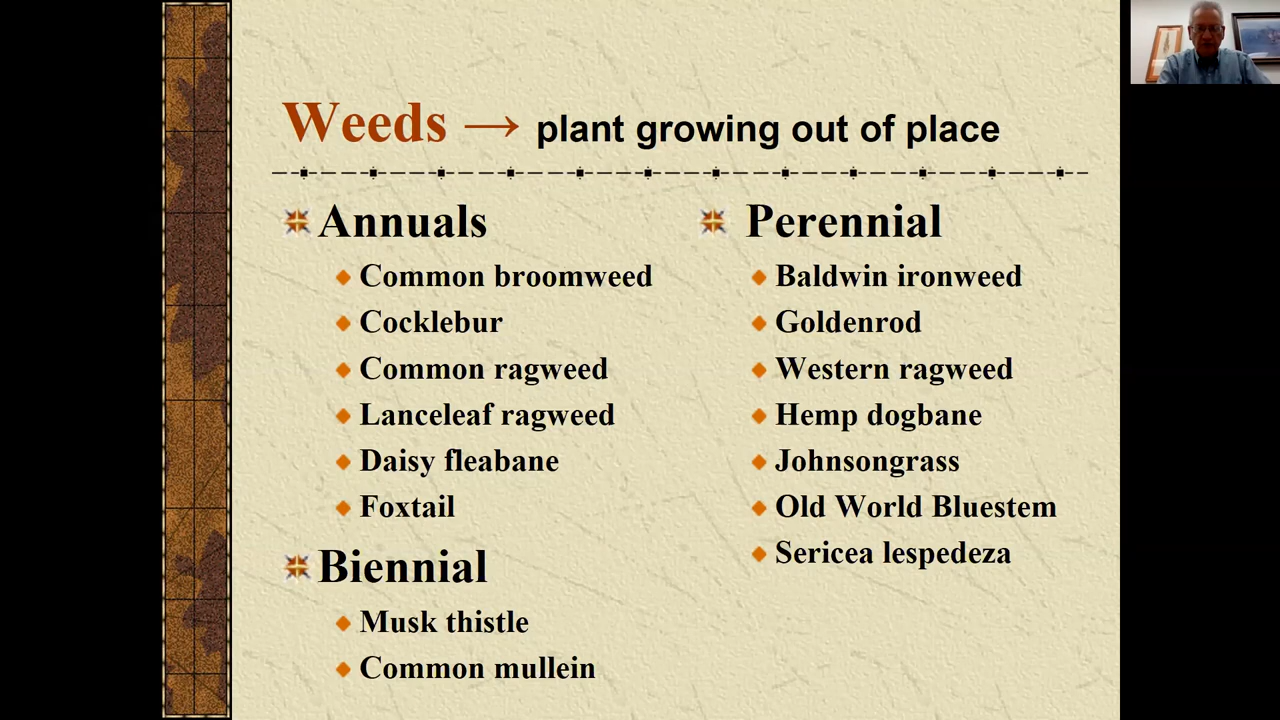 Weeds → plant growing out of place
Annuals
Common broomweed
Cocklebur
Common ragweed
Lanceleaf ragweed
Daisy fleabane
Foxtail
Biennial
Musk thistle
Common mullein
Perennial
Baldwin ironweed
Goldenrod
Western ragweed
Hemp dogbane
Johnsongrass
Old World Bluestem
Sericea lespedeza